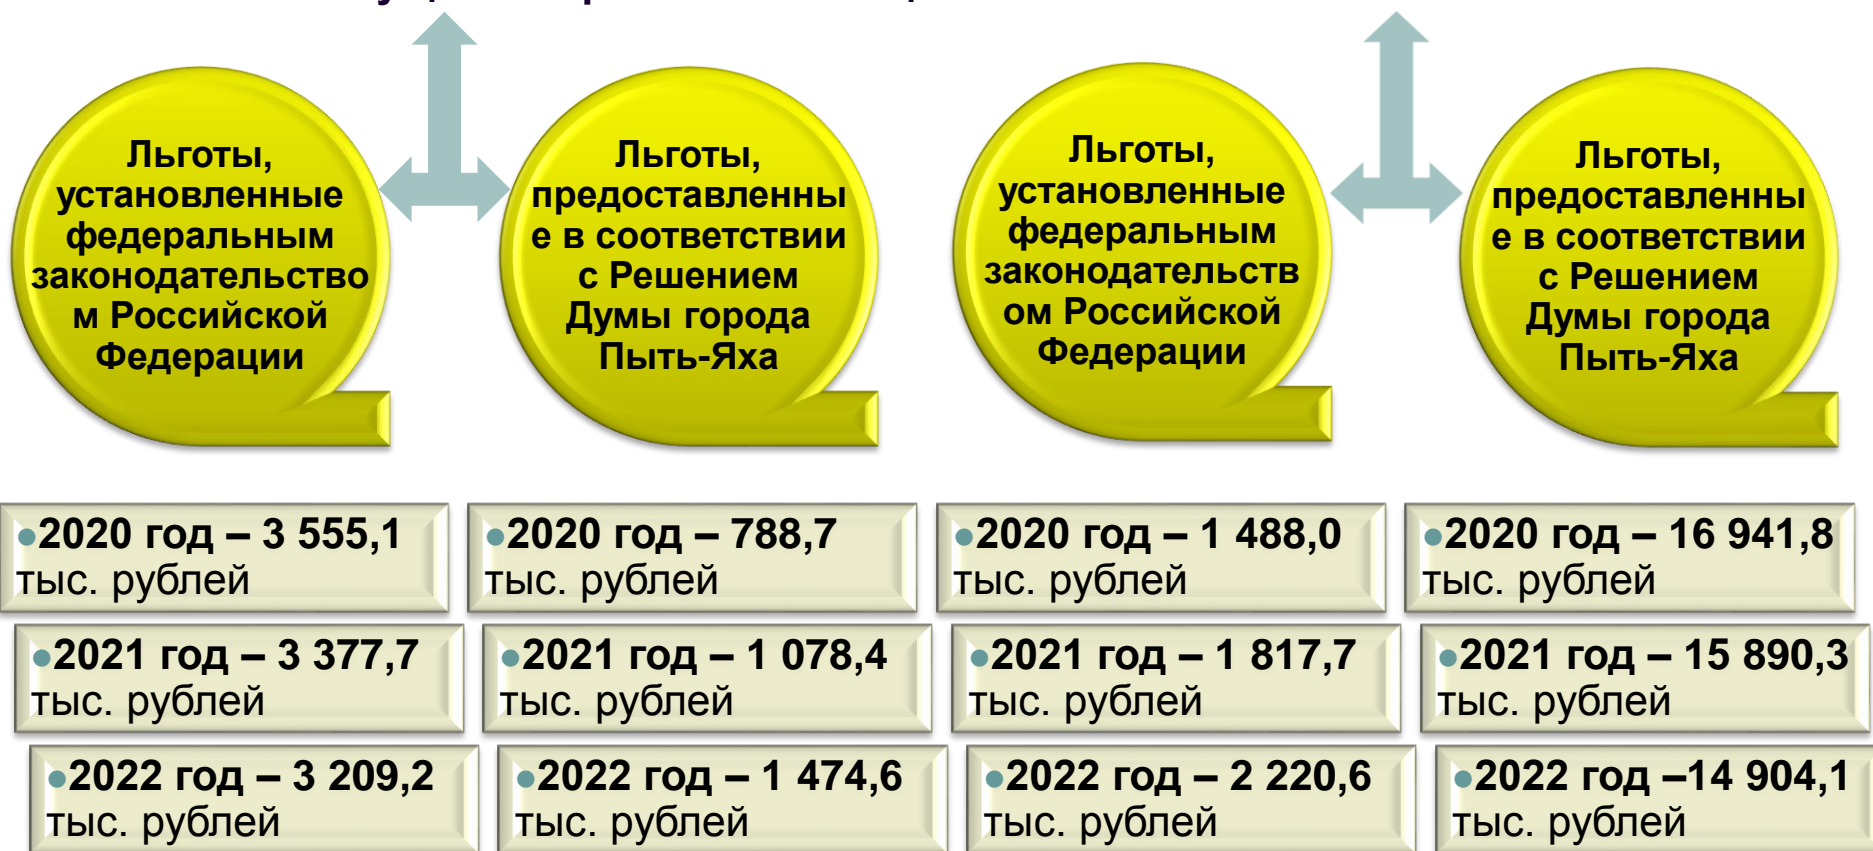 Льготы,
установленные
федеральным
законодательство
м Российской
Федерации
Льготы,
предоставленны
е в соответствии
с Решением
Думы города
Пыть-Яха
Льготы,
установленные
федеральным
законодательств
ом Российской
Федерации
Льготы,
предоставленны
е в соответствии
с Решением
Думы города
Пыть-Яха
•2020 год – 3 555,1
тыс. рублей
•2020 год – 788,7
тыс. рублей
•2020 год – 1 488,0
тыс. рублей
•2020 год – 16 941,8
тыс. рублей
•2021 год – 3 377,7
тыс. рублей
•2021 год – 1 078,4
тыс. рублей
•2021 год – 1 817,7
тыс. рублей
•2021 год – 15 890,3
тыс. рублей
•2022 год – 3 209,2
тыс. рублей
•2022 год – 1 474,6
тыс. рублей
•2022 год – 2 220,6
тыс. рублей
•2022 год –14 904,1
тыс. рублей